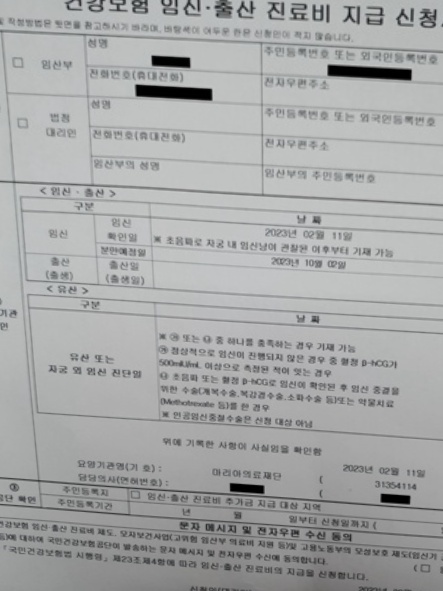 건강보험 임신·출산 진료비 지급 신청
작성방법은 뒷면을 참고하시기 바라며, 바탕색이 어두운 란은 신청인이 적지 않습니다.
[ ] 임산부
성명
주민등록번호 또는 외국인등록번호
전화번호(휴대전화)
전자우편주소
[ ] 법정 대리인
성명
주민등록번호 또는 외국인등록번호
전화번호(휴대전화)
전자우편주소
임산부의 성명
임산부의 주민등록번호
< 임신 · 출산 >
구분
날 짜
임신
임신 확인일
2023년 02월 11일
※ 초음파로 자궁 내 임신낭이 관찰된 이후부터 기재 가능
분만예정일
2023년 10월 02일
출산 (출생)
출산일 (출생일)
< 유산 >
구분
날 짜
유산 또는
자궁 외 임신 진단일
※ ㉮ 또는 ㉯ 중 하나를 충족하는 경우 기재 가능
㉮ 정상적으로 임신이 진행되지 않은 경우 중 혈청 β-hCG가
500mIU/mL 이상으로 측정된 적이 있는 경우
㉯ 초음파 또는 혈청 β-hCG로 임신이 확인된 후 임신 중결을
위한 수술(개복수술,복강경수술,소파수술 등)또는 약물치료
(Methotrexate 등)를 한 경우
※ 인공임신중절수술은 신청 대상 아님
위에 기록한 사항이 사실임을 확인함
2023년 02월 11일
요양기관명(기 호) : 마리아의료재단 ( 31354114
담당의사(면허번호) : (
③
공단 확인
주민등록지
[ ] 임신·출산 진료비 추가금 지급 대상 지역
주민등록기간
년 월 일부터 신청일까지 (
문자 메시지 및 전자우편 수신 동의
건강보험 임신·출산 진료비 제도, 모자보건사업(고위험 임산부 의료비 지원 등) 및 고용노동부의 모성보호 제도(임신기
등)에 대하여 국민건강보험공단이 발송하는 문자 메시지 및 전자우편 수신에 동의합니다.
「국민건강보험법 시행령」 제23조제4항에 따라 임신·출산 진료비의 지급을 신청합니다.